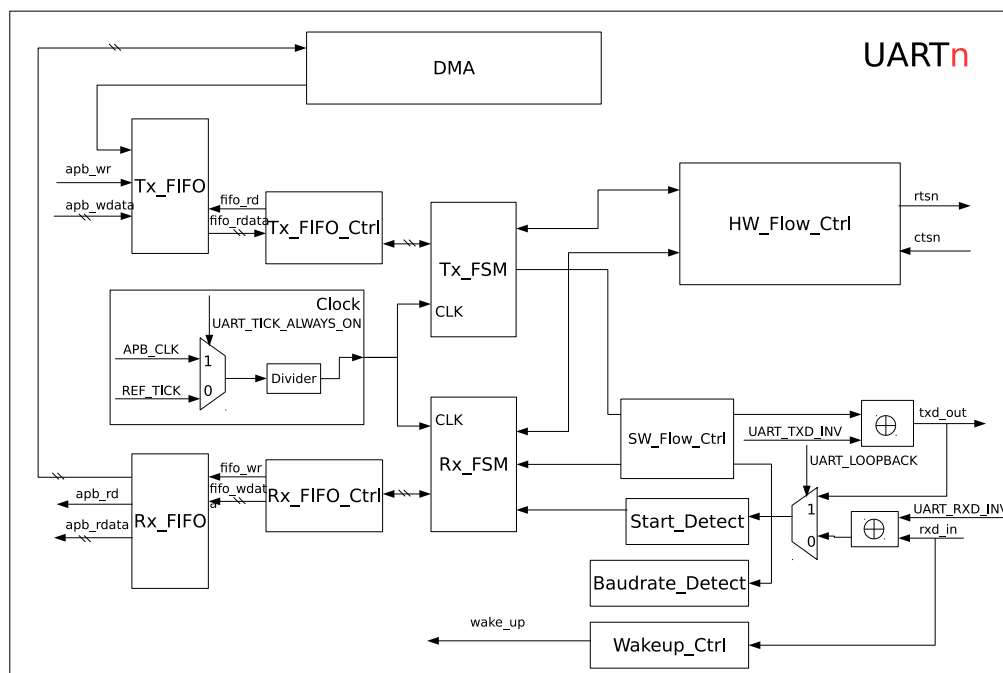 UARTn
DMA
apb_wr
Tx_FIFO
apb_wdata
fifo_rd
fifo_rdata
Tx_FIFO_Ctrl
Tx_FSM
CLK
HW_Flow_Ctrl
rtsn
ctsn
Clock
UART_TICK_ALWAYS_ON
APB_CLK
1
REF_TICK
0
Divider
CLK
Rx_FSM
SW_Flow_Ctrl
UART_TXD_INV
txd_out
UART_LOOPBACK
1
0
UART_RXD_INV
rxd_in
apb_rd
Rx_FIFO
apb_rdata
fifo_wr
fifo_wdat
a
Rx_FIFO_Ctrl
Start_Detect
Baudrate_Detect
wake_up
Wakeup_Ctrl